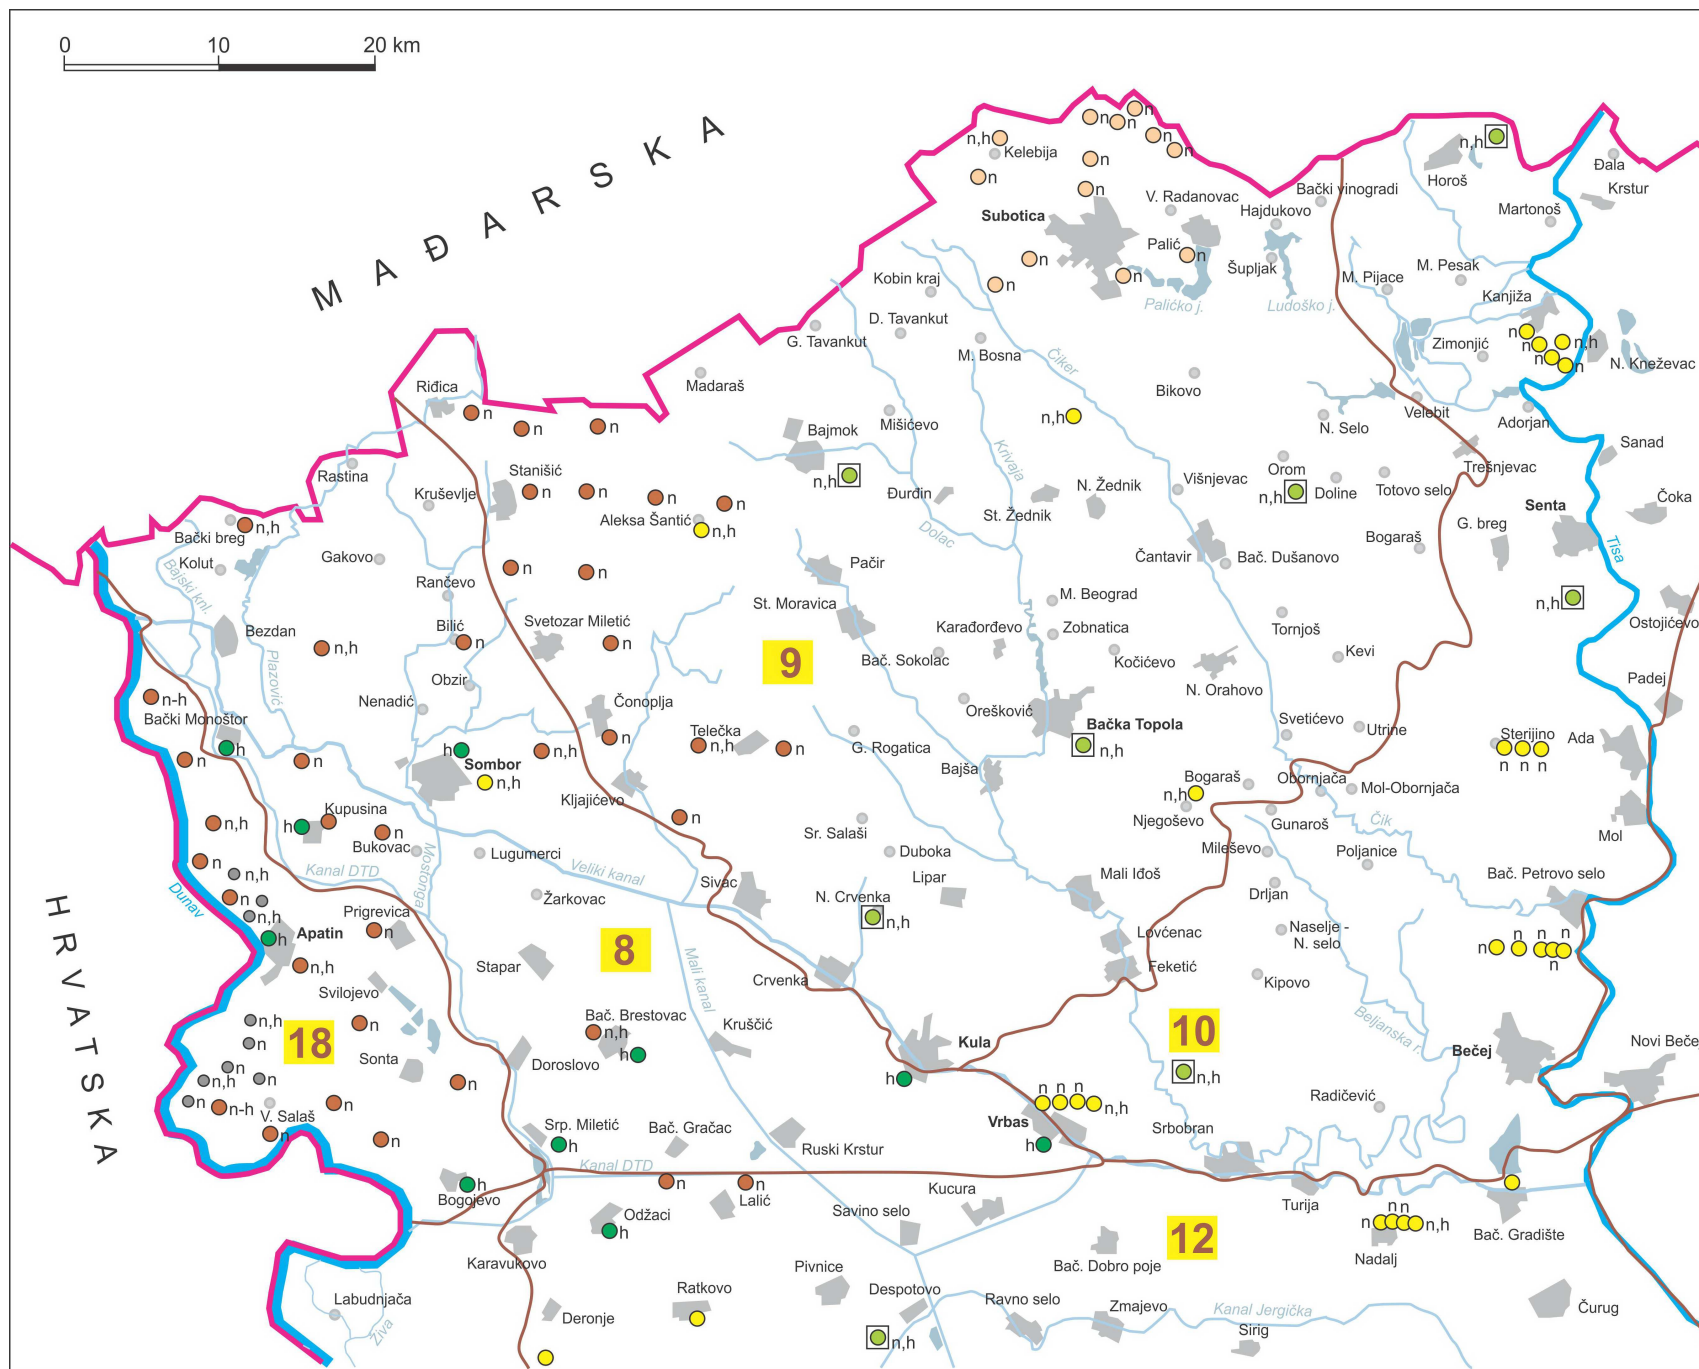 0 10 20 km
MAĐARSKA
HRVATSKA
n,h
Kelebija
n
n
n
n
n
n
n
n
n
Subotica
V. Radanovac
Hajdukovo
Bački vinogradi
Horoš
n,h
Đala
Krstur
Martonoš
Palić
n
Šupljak
n
n
n
Palićko j.
Ludoško j.
M. Pijace
M. Pesak
Kanjiža
Kobin kraj
D. Tavankut
G. Tavankut
M. Bosna
Čiker
Zimonjić
n
n
n,h
n
N. Kneževac
Madaraš
Bikovo
Riđica
n
n
n
Mišićevo
n,h
N. Selo
Velebit
Adorjan
Sanad
Bajmok
Krivaja
Rastina
Stanišić
Kruševlje
n
n
n
n
Aleksa Šantić
n,h
n,h
Đurđin
St. Žednik
N. Žednik
Višnjevac
Orom
n,h
Doline
Totovo selo
Trešnjevac
G. breg
Senta
Čoka
Bački breg
n,h
Kolut
Bajski knl.
Gakovo
Rančevo
n
n
Dolac
Pačir
Čantavir
Bač. Dušanovo
Bogaraš
Tisa
n,h
Ostojićevo
Bezdan
Plazović
n,h
Bilić
n
Svetozar Miletić
n
St. Moravica
9
M. Beograd
Karađorđevo
Zobnatica
Bač. Sokolac
Kočićevo
Tornjoš
Kevi
N. Orahovo
Padej
Obzir
n-h
Nenadić
Čonoplja
Orešković
Bačka Topola
n,h
Svetićevo
Utrine
Bački Monoštor
h
n
n
h
Sombor
n,h
n,h
n
Telečka
n,h
n
G. Rogatica
Bajša
Sterijino
n n n
Ada
Kljajićevo
Bogaraš
n,h
Njegoševo
Obornjača
Mol-Obornjača
n,h
Kupusina
h
n
Bukovac
Lugumerci
n
Sr. Salaši
Gunaroš
Čik
Mol
Dunav
n
n,h
Kanal DTD
Mostonga
Veliki kanal
Duboka
Mileševo
Poljanice
n
n,h
Žarkovac
Sivac
N. Crvenka
n,h
Lipar
Mali Iđoš
Drljan
Bač. Petrovo selo
Apatin
h
n,h
Prigrevica
n
Stapar
8
Mali kanal
Crvenka
Lovćenac
Feketić
Naselje -
N. selo
n
n
n
n
n
Svilojevo
Kipovo
n,h
n
18
n
Sonta
Bač. Brestovac
n,h
h
Doroslovo
Kruščić
Kula
h
10
n,h
Beljanska r.
Bečej
Novi Bečej
n
n,h
n
n
n-h
V. Salaš
n
n
n
n
n
n
n
n,h
Vrbas
h
Srbobran
Radičević
Srp. Miletić
h
Bač. Gračac
Ruski Krstur
Kanal DTD
Bogojevo
h
n
n
Lalić
Odžaci
h
Savino selo
Kucura
Turija
12
n
n
n
n,h
Nadalj
Bač. Gradište
Karavukovo
Pivnice
Despotovo
Bač. Dobro poje
Labudnjača
Živa
Deronje
Ratkovo
n,h
Ravno selo
Zmajevo
Kanal Jergička
Sirig
Čurug